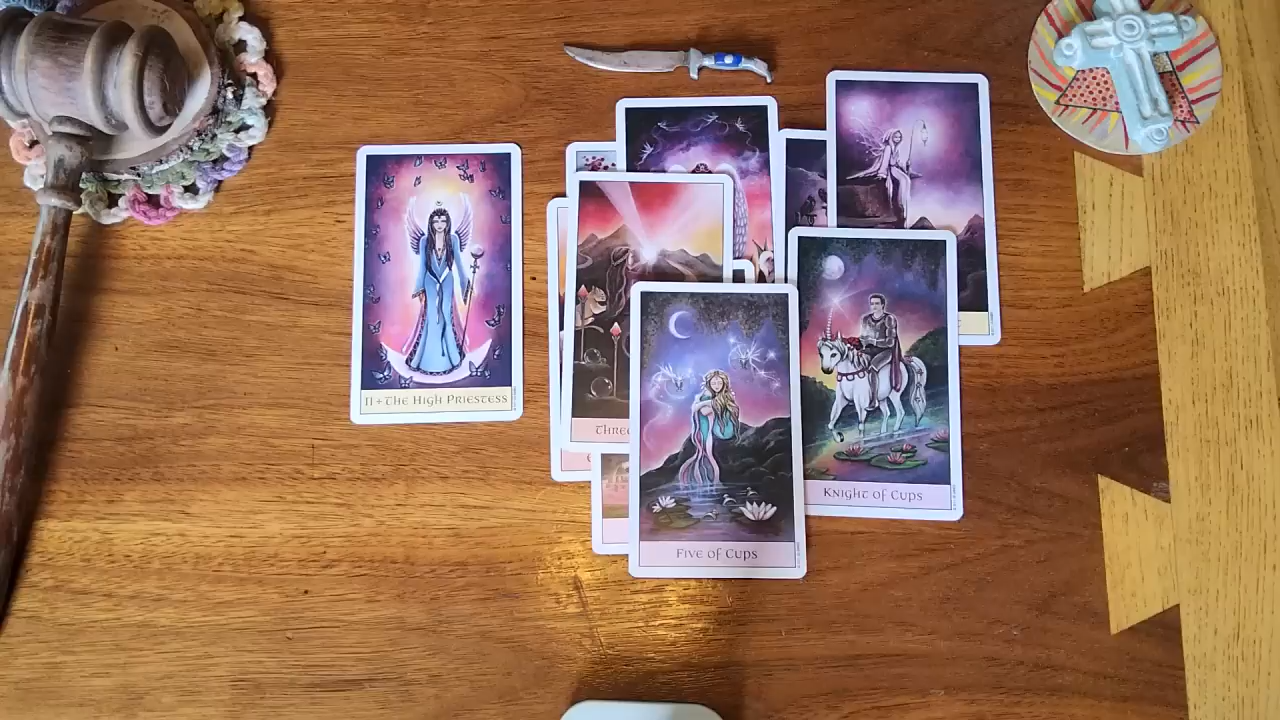 II + The High Priestess
Three
Knight of Cups
Five of Cups